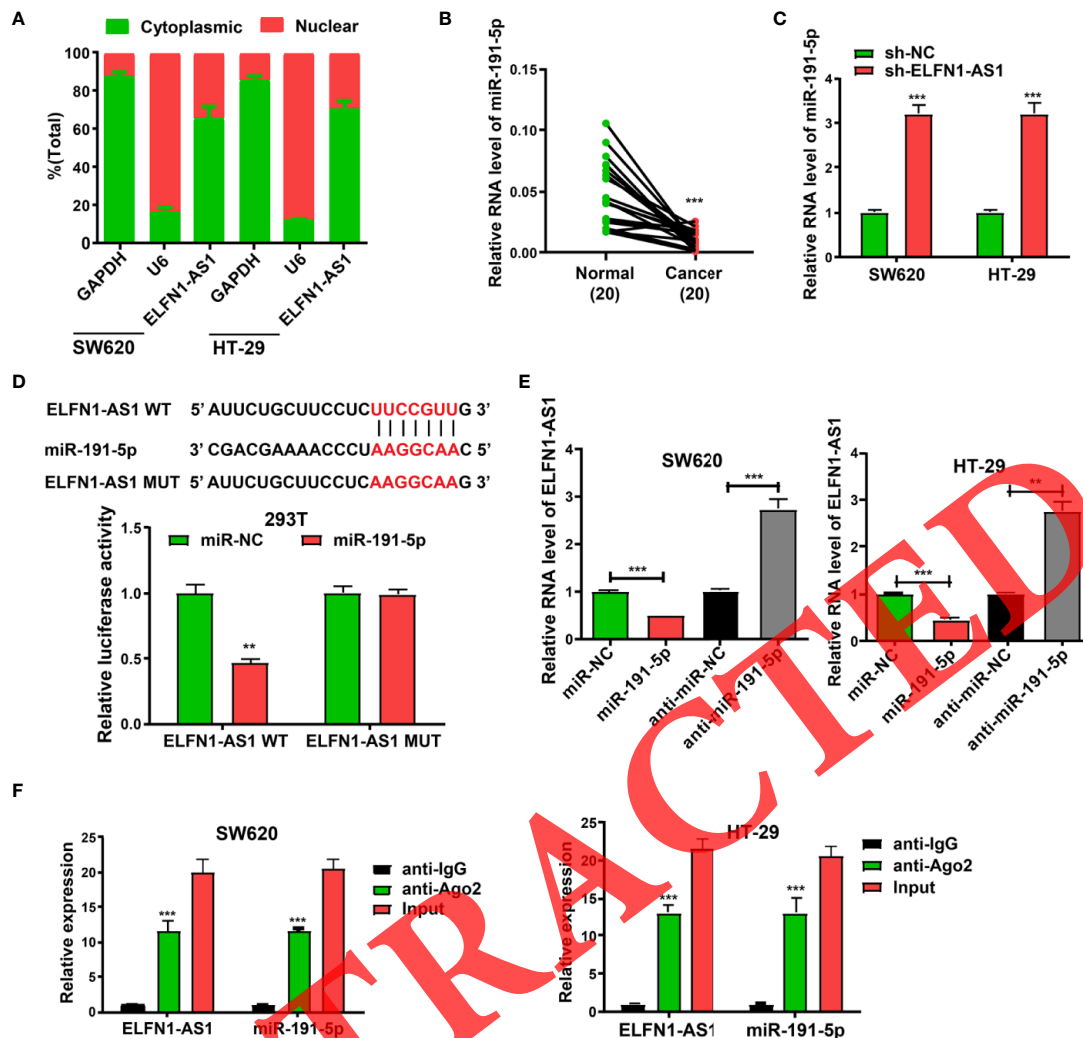 A
Cytoplasmic Nuclear
%(Total)
100
80
60
40
20
0
GAPDH U6 ELFN1-AS1 GAPDH U6 ELFN1-AS1
SW620 HT-29
B
Relative RNA level of miR-191-5p
0.15
0.10
0.05
0.00
***
Normal Cancer
(20) (20)
C
sh-NC
sh-ELFN1-AS1
Relative RNA level of miR-191-5p
4
3
2
1
0
*** ***
SW620 HT-29
D
ELFN1-AS1 WT 5’ AUUCUGCUUCCUCUUCCGUUG 3’
miR-191-5p 3’ CGACGAAAACCCUAAGGCAAC 5’
ELFN1-AS1 MUT 5’ AUUCUGCUUCCUCAAGGCAAG 3’
293T
miR-NC miR-191-5p
Relative luciferase activity
1.5
1.0
0.5
0.0
**
ELFN1-AS1 WT ELFN1-AS1 MUT
E
SW620
Relative RNA level of ELFN1-AS1
4
3
2
1
0
*** ***
miR-NC miR-191-5p anti-miR-NC anti-miR-191-5p
HT-29
Relative RNA level of ELFN1-AS1
4
3
2
1
0
*** **
miR-NC miR-191-5p anti-miR-NC anti-miR-191-5p
F
SW620
anti-IgG
anti-Ago2
Input
Relative expression
25
20
15
10
5
0
*** ***
ELFN1-AS1 miR-191-5p
HT-29
anti-IgG
anti-Ago2
Input
Relative expression
25
20
15
10
5
0
*** ***
ELFN1-AS1 miR-191-5p
TRACTED